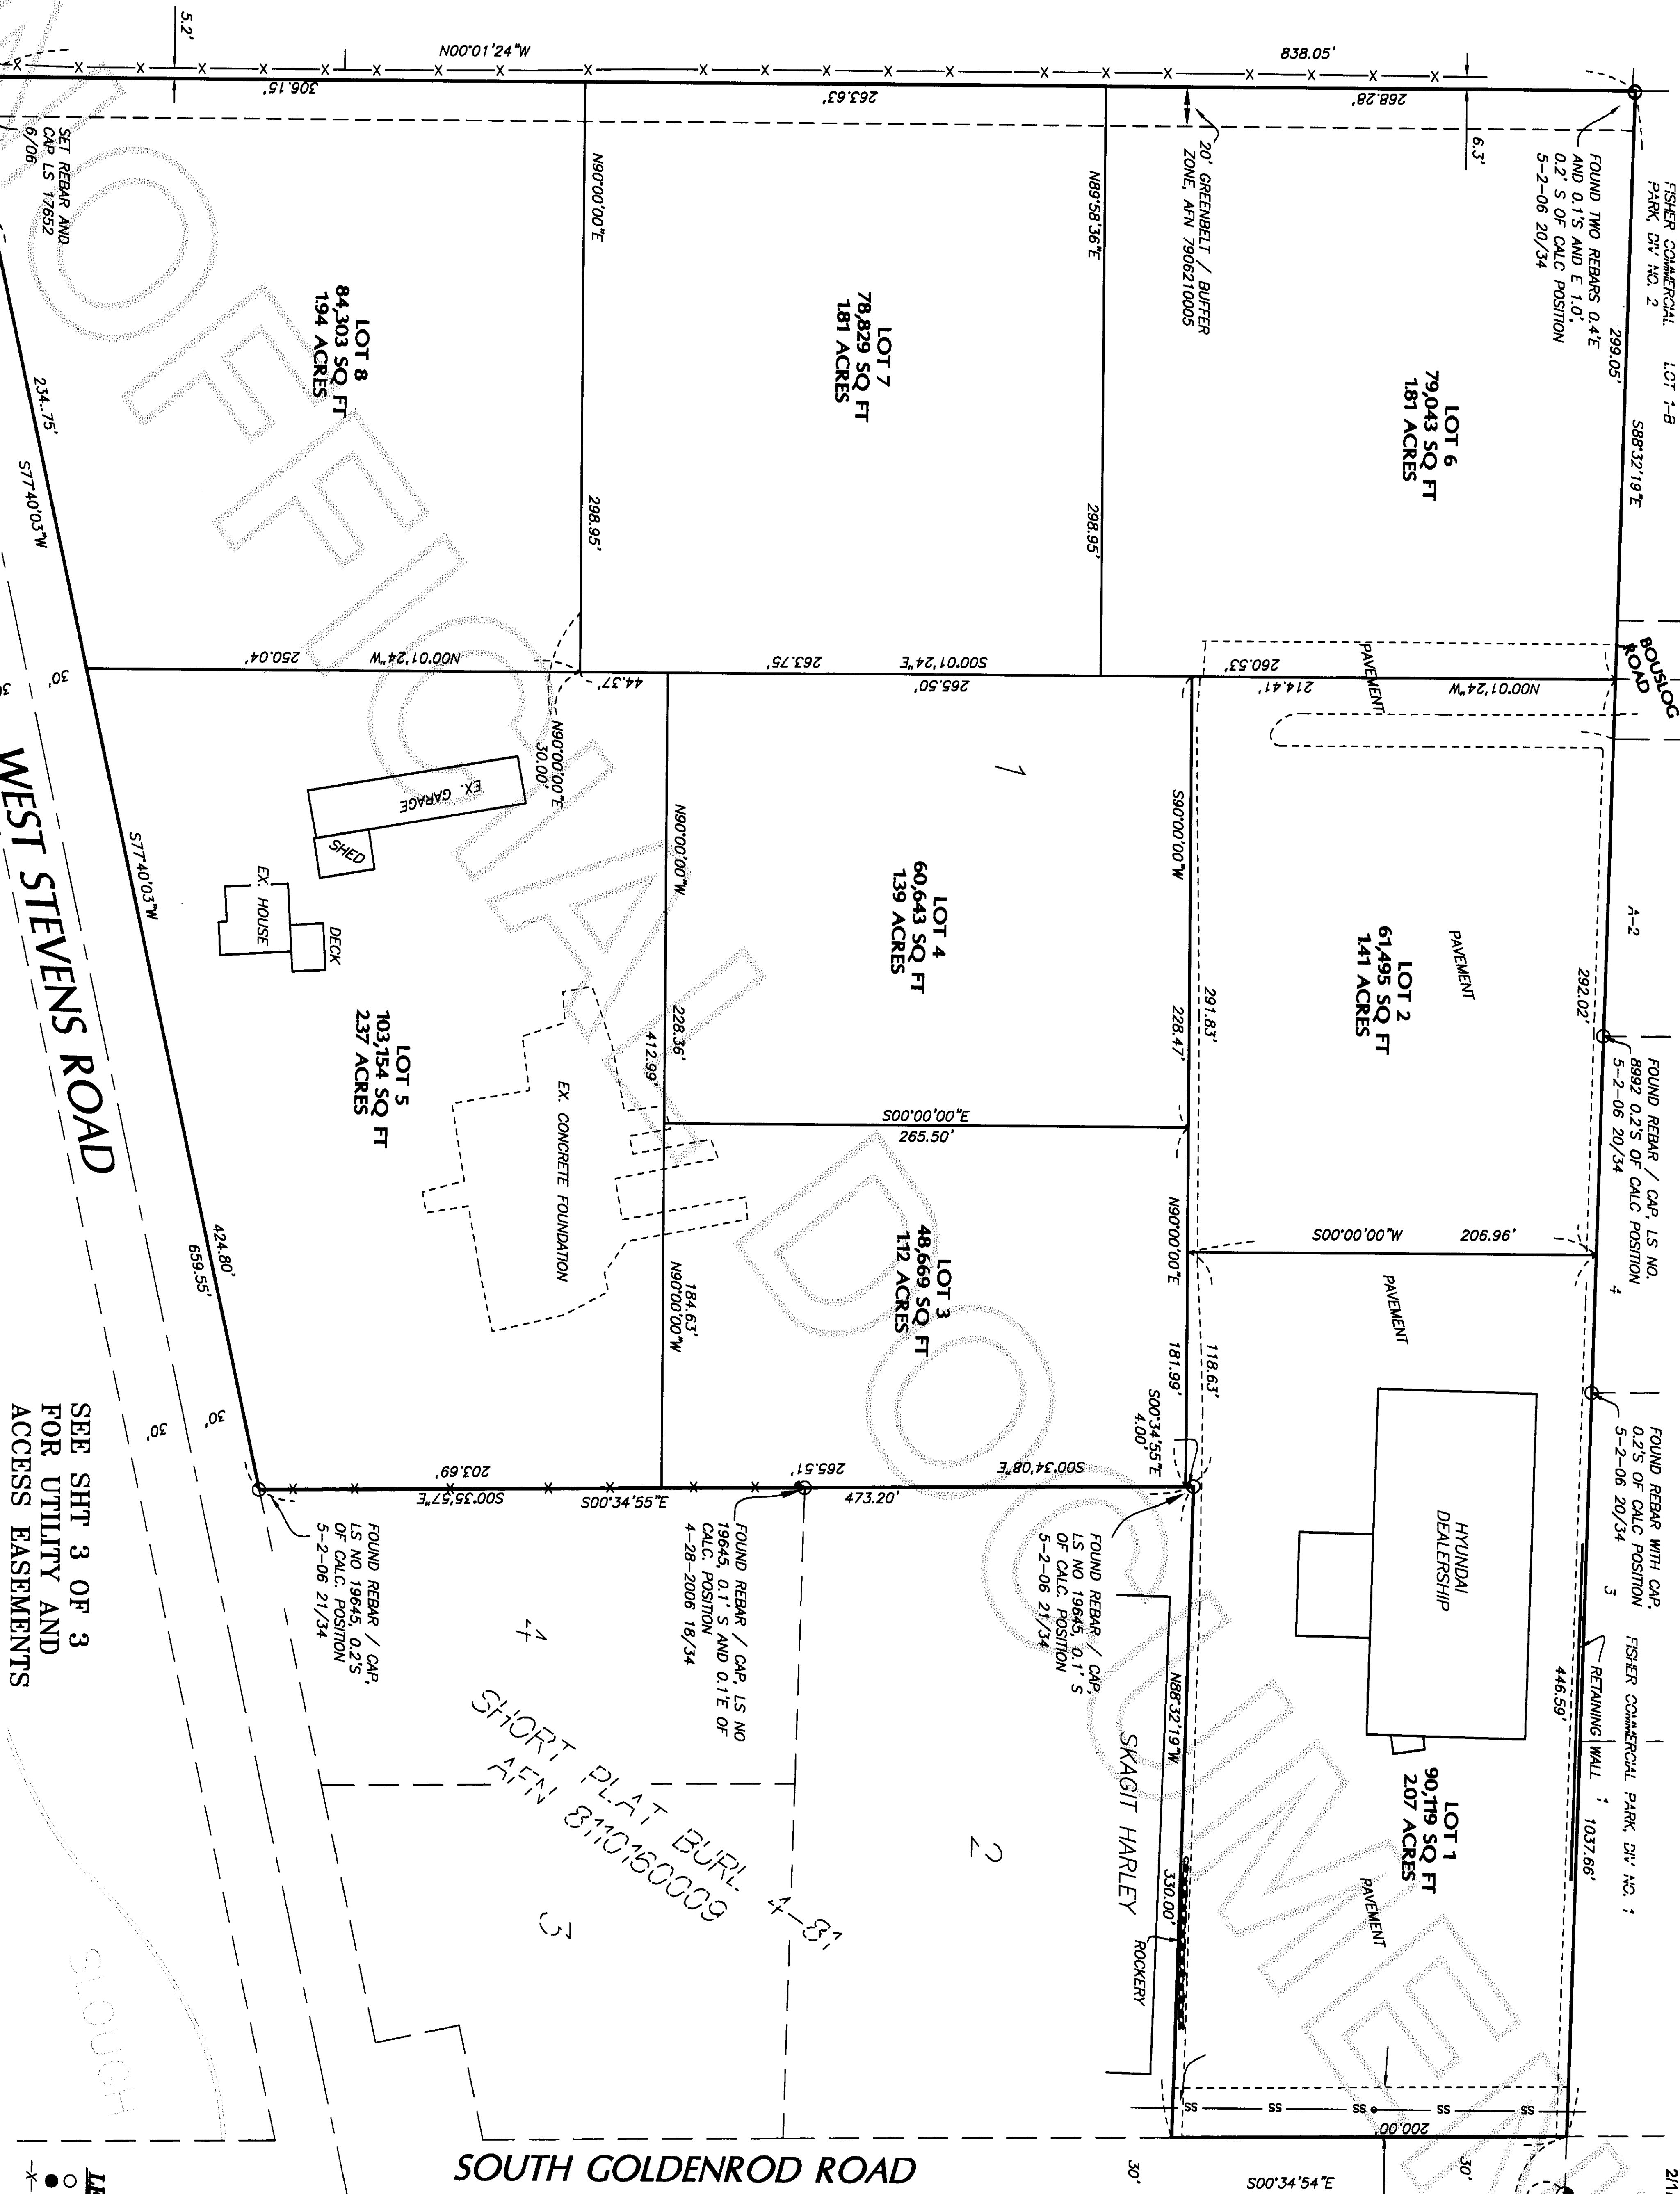 FISHER COMMERCIAL
PARK, DIV NO. 2
LOT 1-B
299.05'
S88°32'19"E
BOUSLOG
ROAD
A-2
292.02'
FOUND REBAR / CAP, LS NO.
8992 0.2'S OF CALC POSITION
5-2-06 20/34
4
FOUND REBAR WITH CAP,
0.2'S OF CALC POSITION
5-2-06 20/34
3
FISHER COMMERCIAL PARK, DIV NO. 1
RETAINING WALL
1
1037.66'
446.59'
FOUND TWO REBARS 0.4'E
AND 0.1'S AND E 1.0',
0.2' S OF CALC POSITION
5-2-06 20/34
838.05'
N00°01'24"W
268.28'
263.63'
306.15'
6.3'
5.2'
20' GREENBELT / BUFFER
ZONE, AFN 7906210005
LOT 6
79,043 SQ FT
1.81 ACRES
PAVEMENT
260.53'
214.41'
N00°01'24"W
PAVEMENT
LOT 2
61,495 SQ FT
1.41 ACRES
S00°00'00"W
206.96'
PAVEMENT
HYUNDAI
DEALERSHIP
LOT 1
90,119 SQ FT
2.07 ACRES
PAVEMENT
SS
SS
SS
SS
200.00'
30'
30'
S00°34'54"E
N89°58'36"E
298.95'
S90°00'00"W
291.83'
228.47'
N90°00'00"E
118.63'
181.99'
S00°34'55"E
4.00'
N88°32'19"W
330.00'
SKAGIT HARLEY
ROCKERY
FOUND REBAR / CAP,
LS NO 19645, 0.1' S
OF CALC. POSITION
5-2-06 21/34
LOT 7
78,829 SQ FT
1.81 ACRES
S00°01'24"E
263.75'
265.50'
44.37'
1
LOT 4
60,643 SQ FT
1.39 ACRES
S00°00'00"E
265.50'
LOT 3
48,669 SQ FT
1.12 ACRES
S00°34'08"E
265.51'
473.20'
FOUND REBAR / CAP, LS NO
19645, 0.1' S AND 0.1'E OF
CALC. POSITION
4-28-2006 18/34
2
N90°00'00"E
298.95'
N90°00'00"E
30.00'
N90°00'00"W
228.36'
412.99'
184.63'
N90°00'00"W
LOT 8
84,303 SQ FT
1.94 ACRES
N00°01'24"W
250.04'
EX. GARAGE
SHED
EX. HOUSE
DECK
EX. CONCRETE FOUNDATION
LOT 5
103,154 SQ FT
2.37 ACRES
S00°35'57"E
203.69'
S00°34'55"E
FOUND REBAR / CAP,
LS NO 19645, 0.2'S
OF CALC. POSITION
5-2-06 21/34
4
SHORT PLAT BURL 4-81
AFN 8110160009
3
SET REBAR AND
CAP LS 17652
6/06
234..75'
S77°40'03"W
S77°40'03"W
424.80'
659.55'
30'
30'
30'
30'
WEST STEVENS ROAD
SEE SHT 3 OF 3
FOR UTILITY AND
ACCESS EASEMENTS
SLOUGH
SOUTH GOLDENROD ROAD
OFFICIAL DOCUMENT